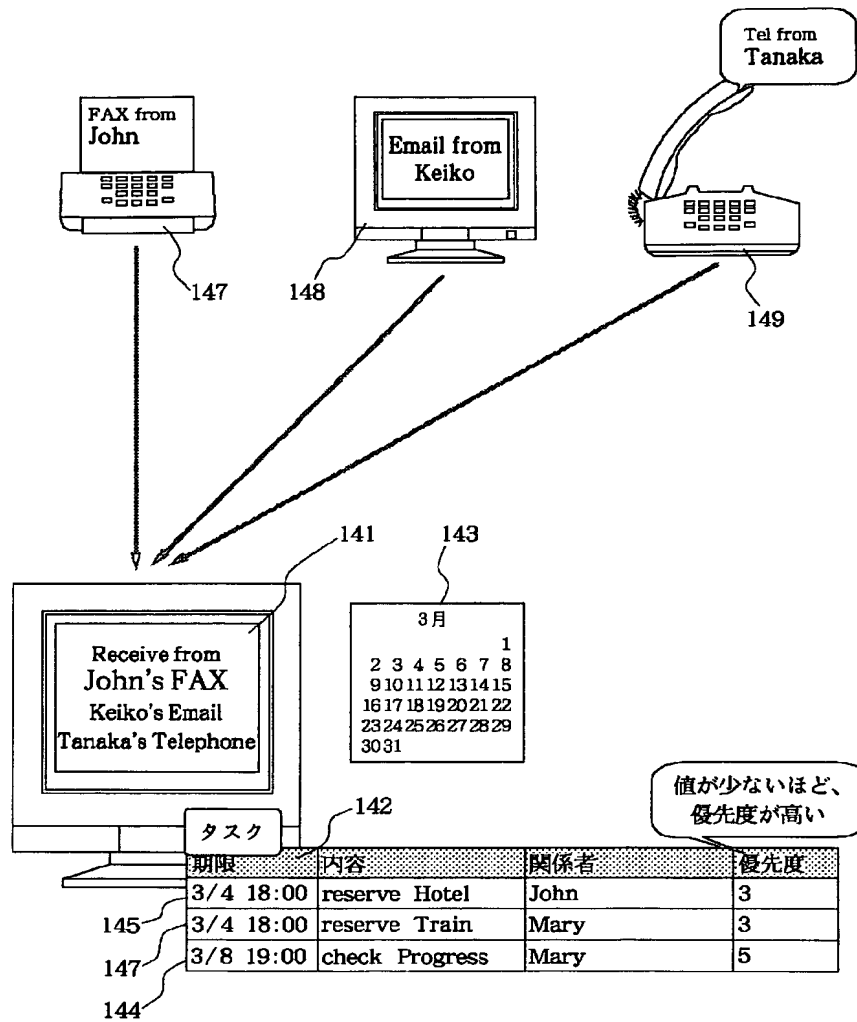 Tel from
Tanaka
FAX from
John
Email from
Keiko
147
148
149
141
143
Receive from
John's FAX
Keiko's Email
Tanaka's Telephone
3月
1
2 3 4 5 6 7 8
9 10 11 12 13 14 15
16 17 18 19 20 21 22
23 24 25 26 27 28 29
30 31
値が少ないほど、
優先度が高い
タスク
142
期限 内容 関係者 優先度
3/4 18:00 reserve Hotel John 3
145
3/4 18:00 reserve Train Mary 3
147
3/8 19:00 check Progress Mary 5
144